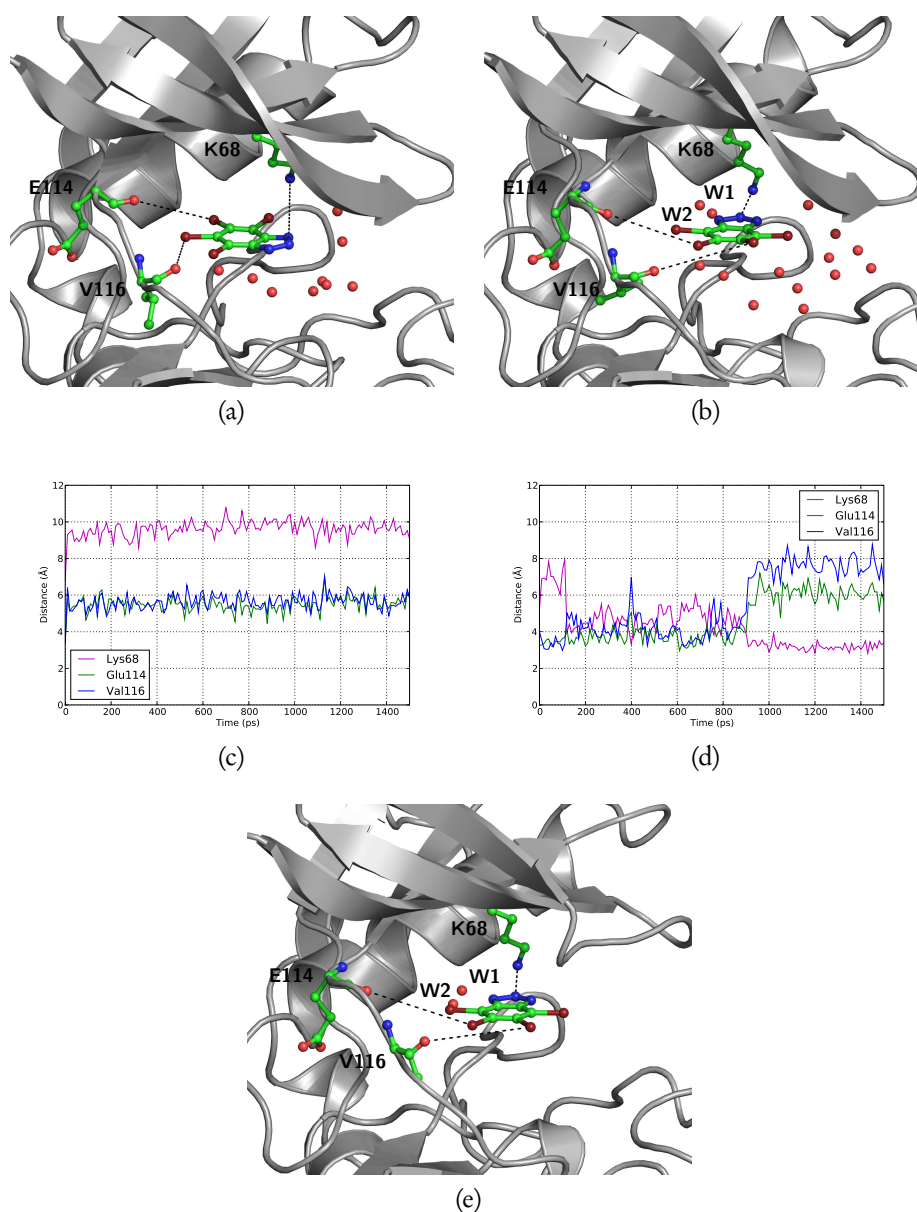 K68
E114
V116
(a)
K68
E114
W1
W2
V116
(b)
12
10
8
6
4
2
0
Distance (Å)
Lys68
Glu114
Val116
0 200 400 600 800 1000 1200 1400
Time (ps)
(c)
12
10
8
6
4
2
0
Distance (Å)
Lys68
Glu114
Val116
0 200 400 600 800 1000 1200 1400
Time (ps)
(d)
K68
E114
W1
W2
V116
(e)